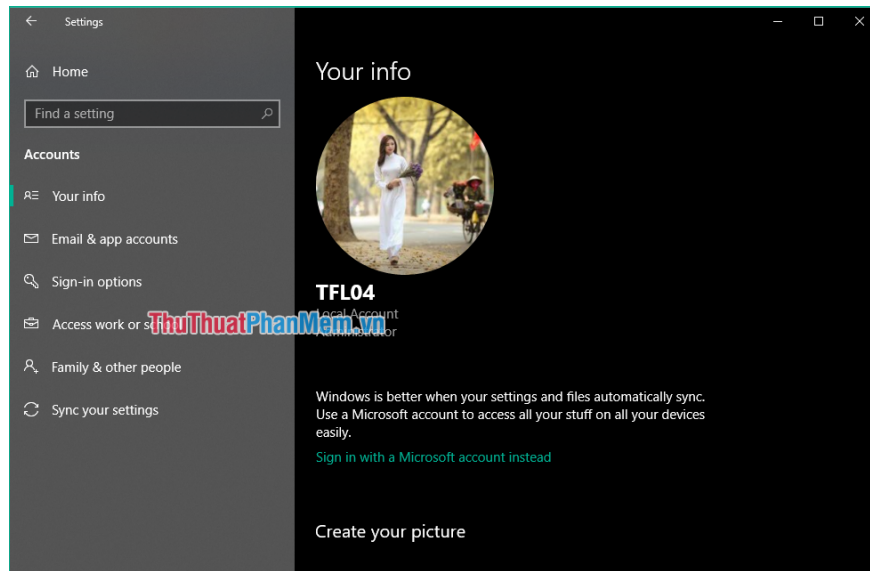 Settings
Home
Find a setting
Accounts
Your info
Email & app accounts
Sign-in options
Access work or
Family & other people
Sync your settings
Your info
TFL04
Local Account
Administrator
ThuThuatPhanMem.vn
Windows is better when your settings and files automatically sync.
Use a Microsoft account to access all your stuff on all your devices
easily.
Sign in with a Microsoft account instead
Create your picture